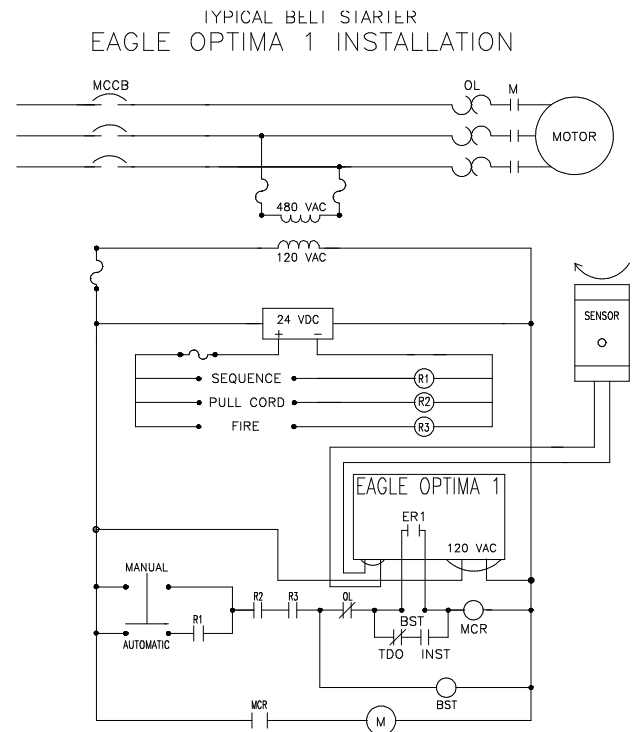 TYPICAL BELT STARTER
EAGLE OPTIMA 1 INSTALLATION
MCCB
OL
M
MOTOR
480 VAC
120 VAC
24 VDC
+ −
SENSOR
SEQUENCE
R1
PULL CORD
R2
FIRE
R3
EAGLE OPTIMA 1
ER1
120 VAC
MANUAL
R2
R3
OL
R1
BST
MCR
AUTOMATIC
TDO
INST
BST
MCR
M